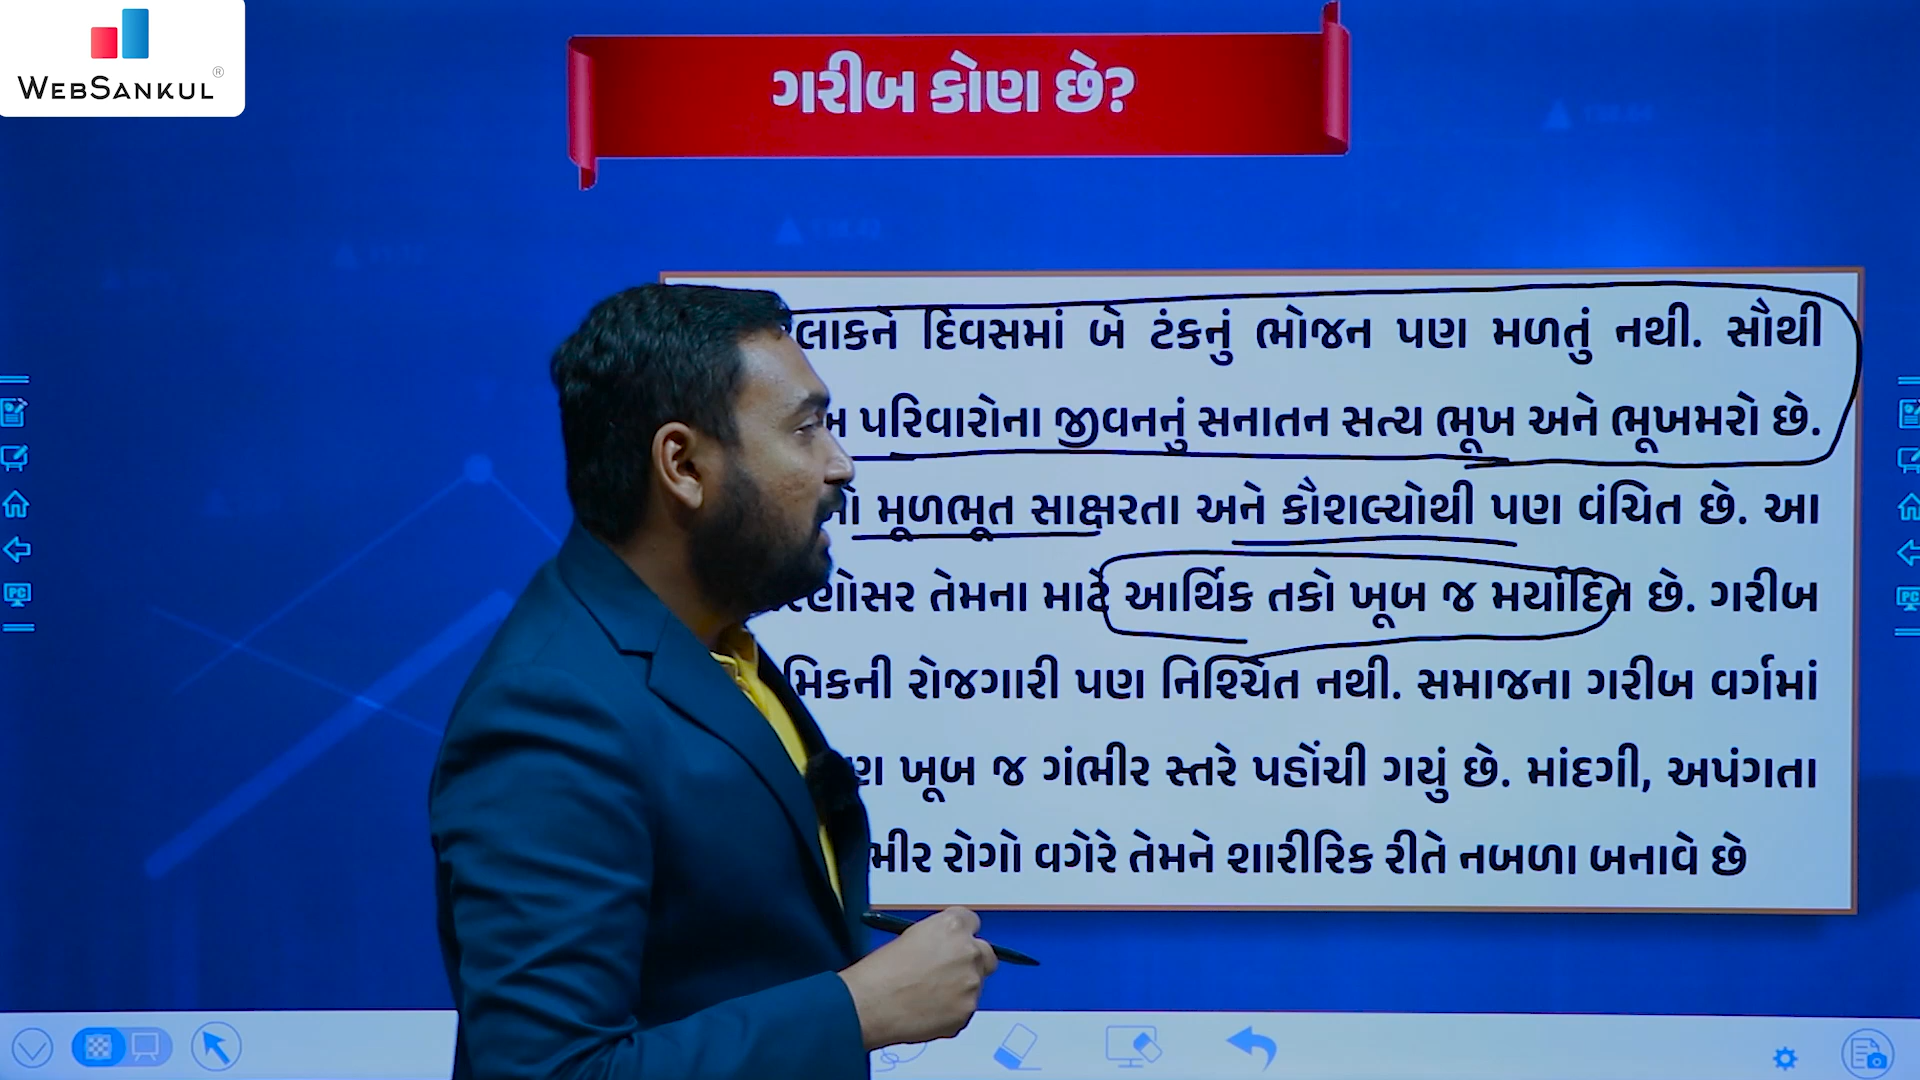 WEBSANKUL®
ગરીબ કોણ છે?
દિવસમાં બે ટંકનું ભોજન પણ મળતું નથી. સૌથી
પરિવારોના જીવનનું સનાતન સત્ય ભૂખ અને ભૂખમરો છે.
મૂળભૂત સાક્ષરતા અને કૌશલ્યોથી પણ વંચિત છે. આ
તેમના માટે આર્થિક તકો ખૂબ જ મર્યાદિત છે. ગરીબ
રોજગારી પણ નિશ્ચિત નથી. સમાજના ગરીબ વર્ગમાં
ખૂબ જ ગંભીર સ્તરે પહોંચી ગયું છે. માંદગી, અપંગતા
રોગો વગેરે તેમને શારીરિક રીતે નબળા બનાવે છે
PC
PC